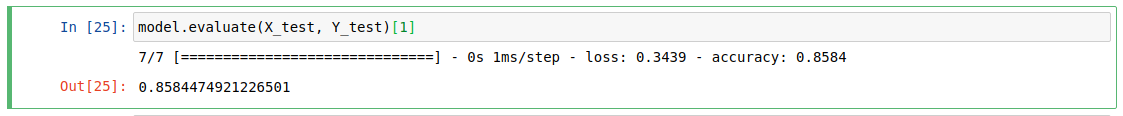 In [25]: model.evaluate(X_test, Y_test)[1]
7/7 [==============================] - 0s 1ms/step - loss: 0.3439 - accuracy: 0.8584
Out[25]: 0.8584474921226501